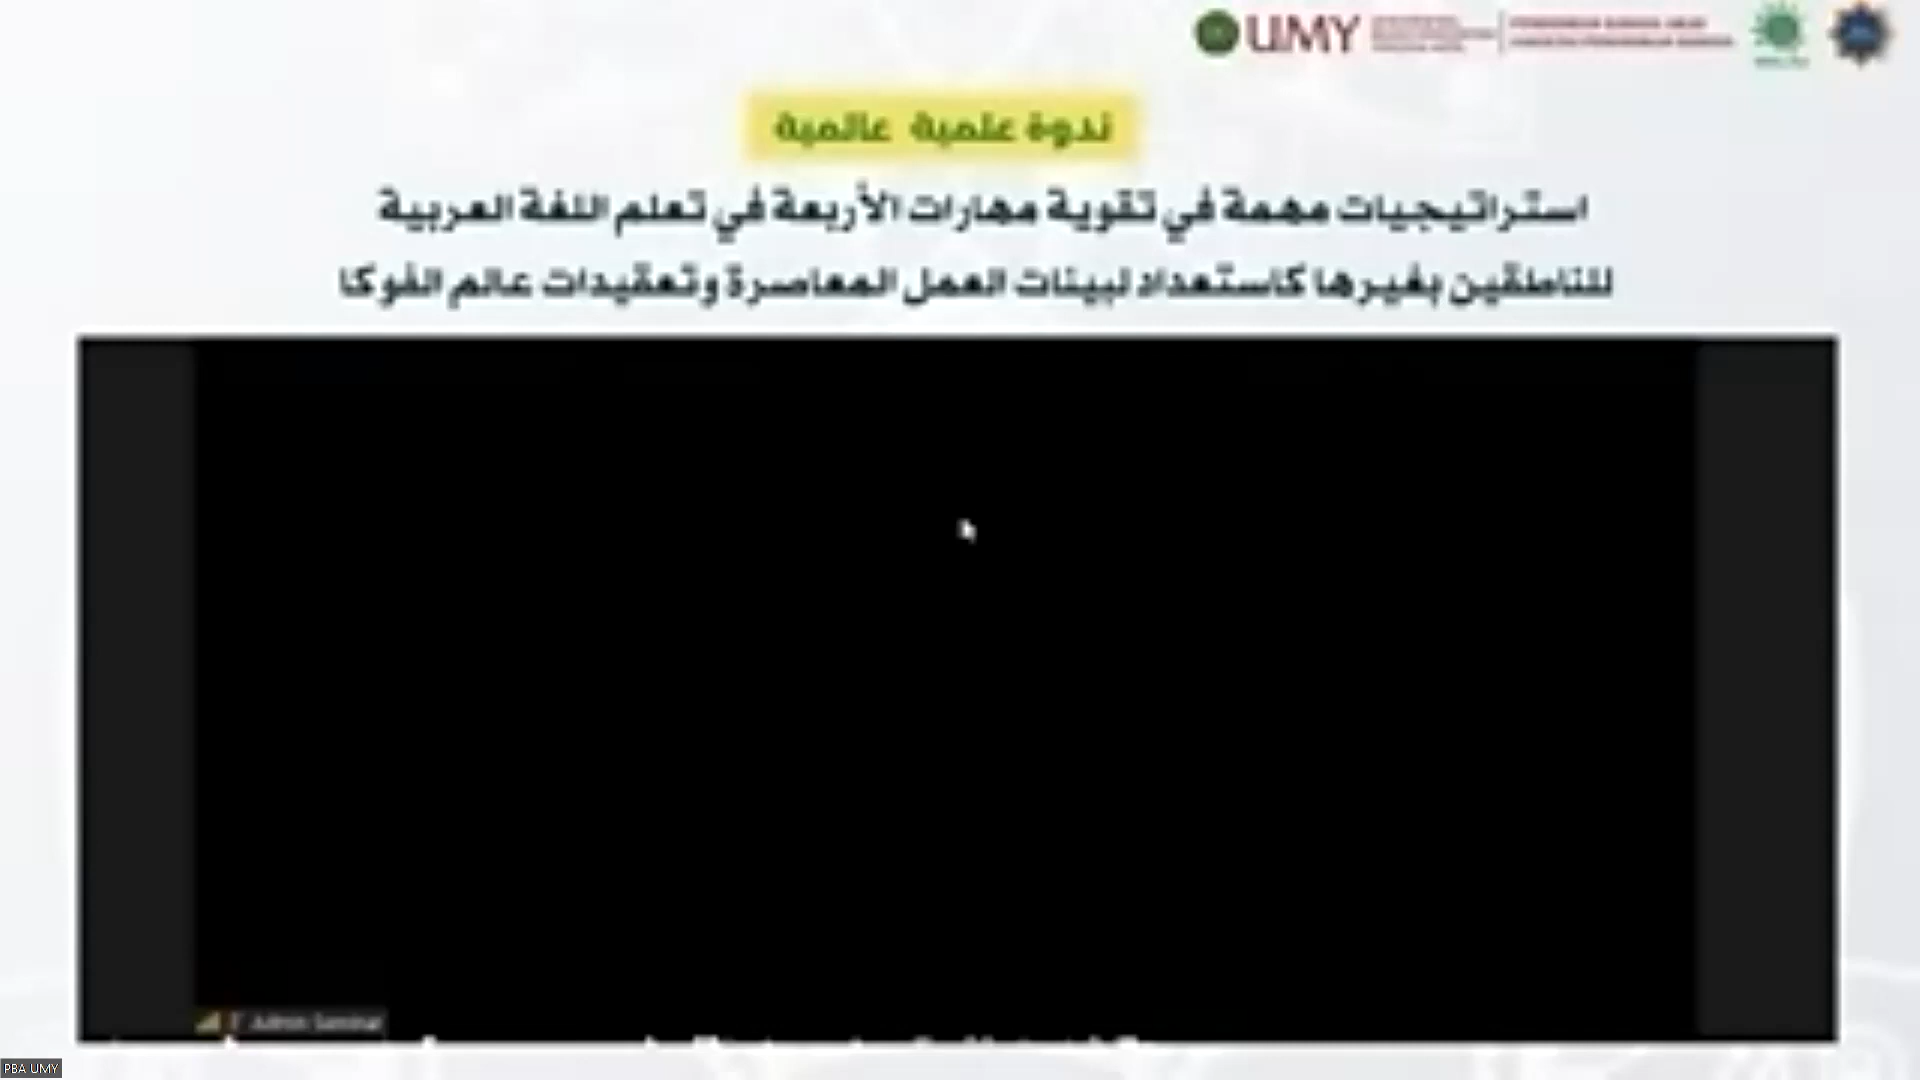 UMY
ندوة علمية عالمية
استراتيجيات مهمة في تقوية مهارات الأربعة في تعلم اللغة العربية
للناطقين بغيرها كاستعداد لبيئات العمل المعاصرة وتعقيدات عالم الفوكا
Admin Seminar
PBA UMY